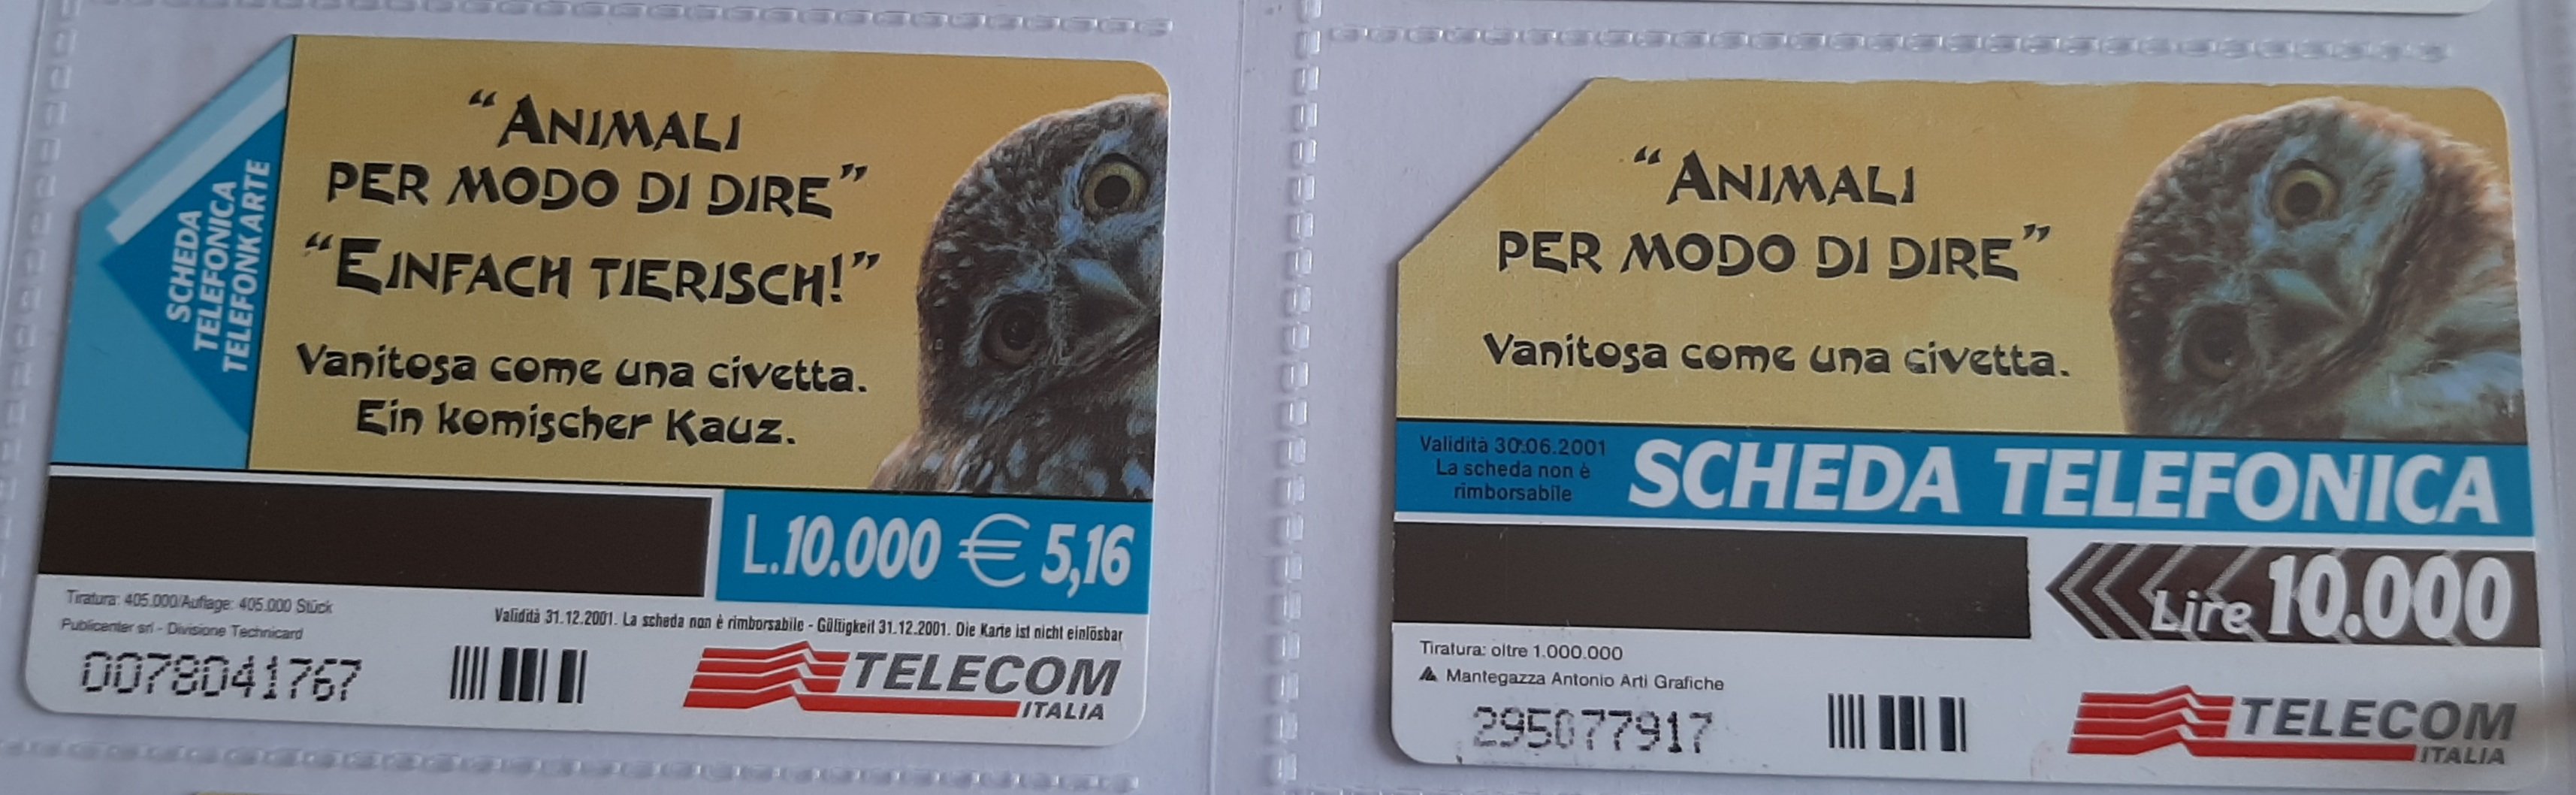 SCHEDA
TELEFONICA
TELEFONKARTE
“ANIMALI
PER MODO DI DIRE”
“EINFACH TIERISCH!”
Vanitosa come una civetta.
Ein komischer Kauz.
L.10.000 € 5,16
Tiratura: 405.000/Auflage: 405.000 Stück
Publicenter srl - Divisione Technicard
Validità 31.12.2001. La scheda non è rimborsabile - Gültigkeit 31.12.2001. Die Karte ist nicht einlösbar
0078041767
TELECOM
ITALIA
“ANIMALI
PER MODO DI DIRE”
Vanitosa come una civetta.
Validità 30.06.2001
La scheda non è
rimborsabile
SCHEDA TELEFONICA
Lire 10.000
Tiratura: oltre 1.000.000
Mantegazza Antonio Arti Grafiche
295077917
TELECOM
ITALIA